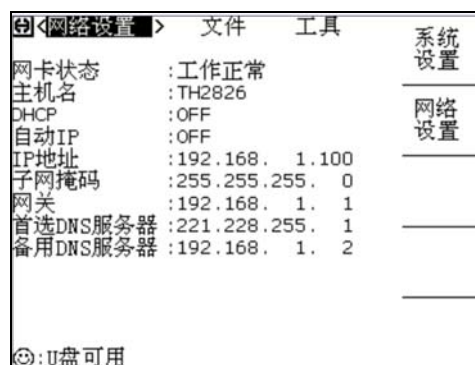 <网络设置 > 文件 工具
网卡状态 :工作正常
主机名 :TH2826
DHCP :OFF
自动IP :OFF
IP地址 :192.168. 1.100
子网掩码 :255.255.255. 0
网关 :192.168. 1. 1
首选DNS服务器 :221.228.255. 1
备用DNS服务器 :192.168. 1. 2
:U盘可用
系统
设置
网络
设置